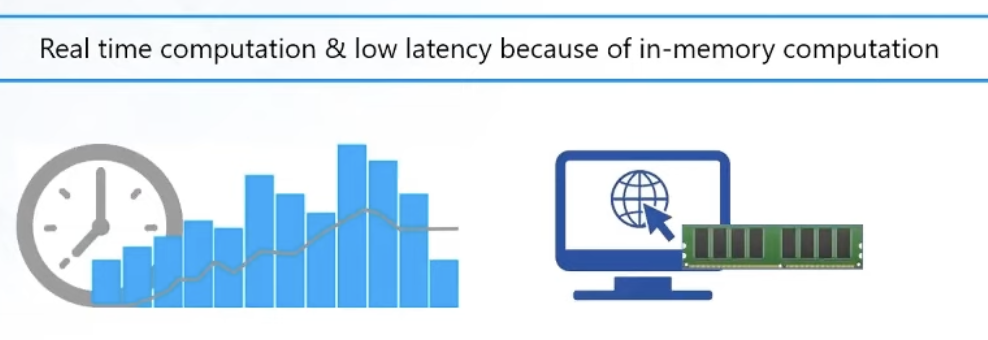 Real time computation & low latency because of in-memory computation